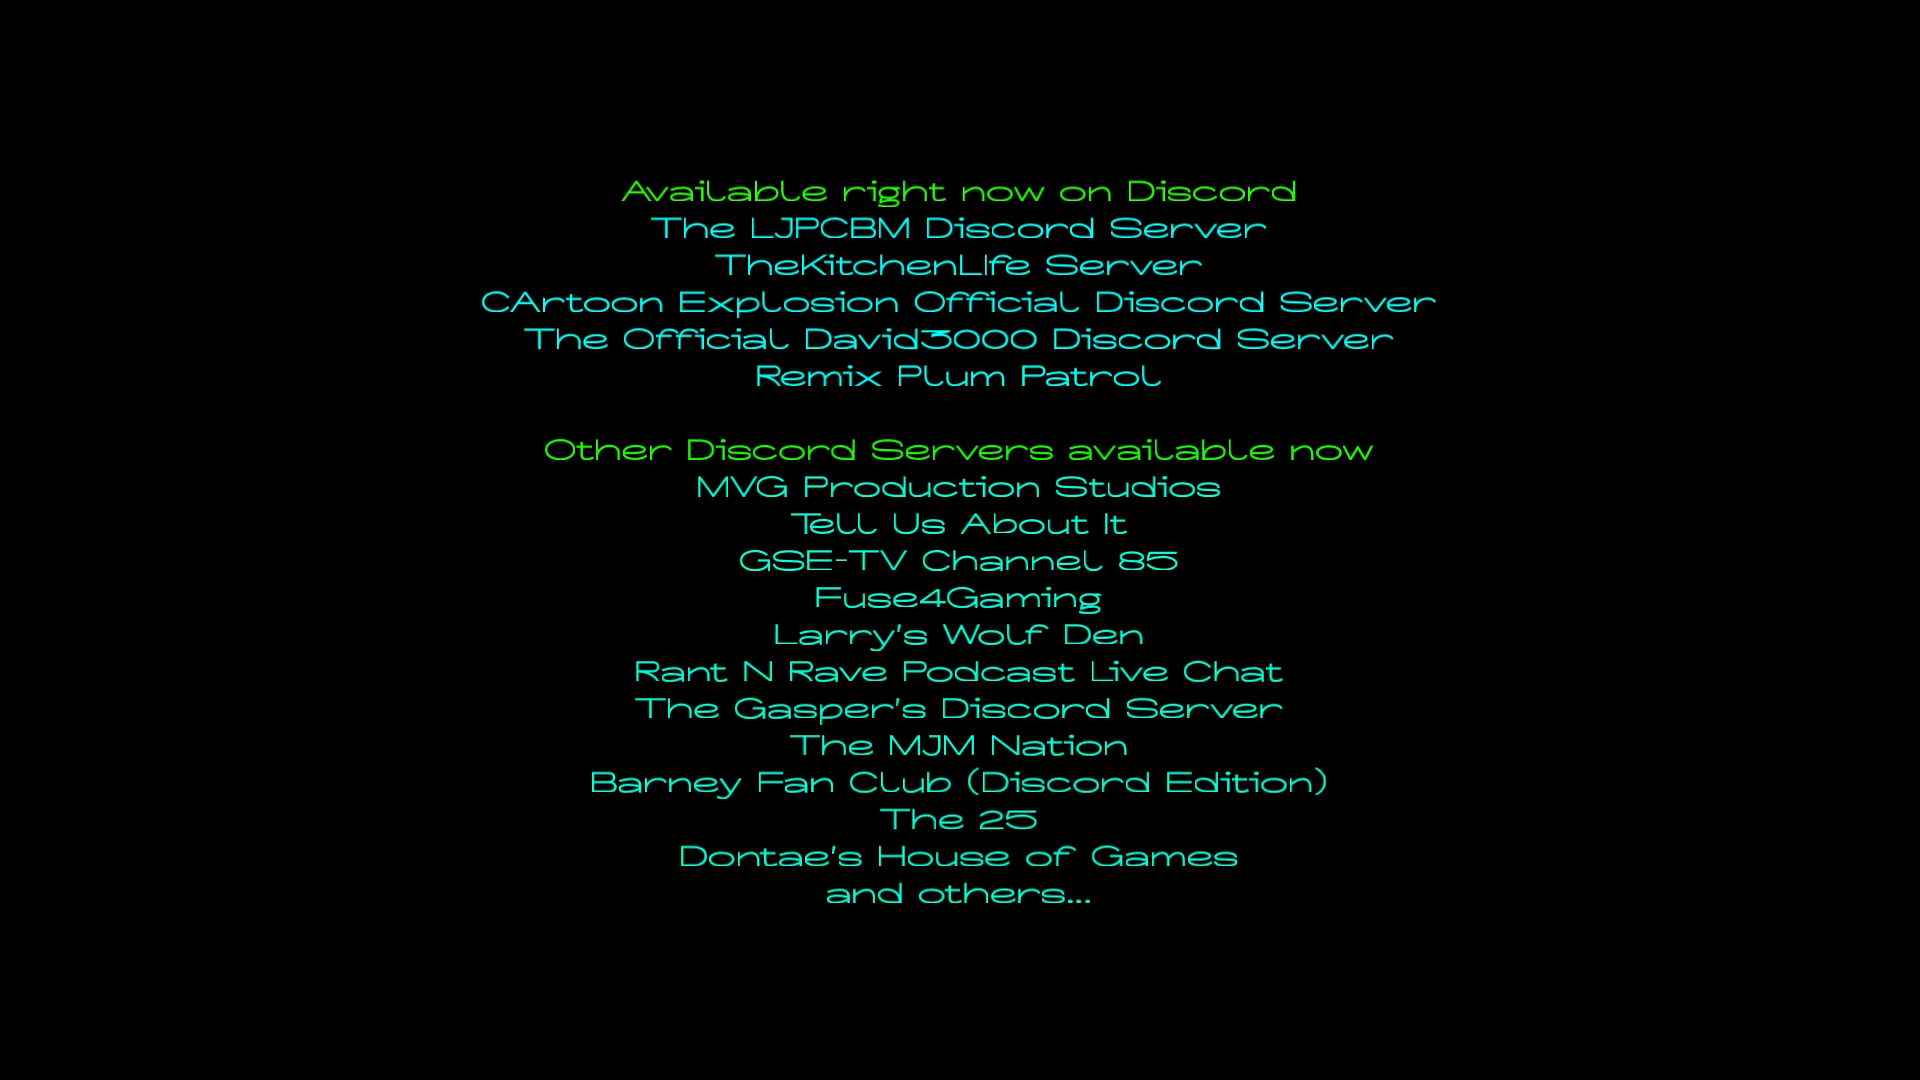 Available right now on Discord
The LJPCBM Discord Server
TheKitchenLIfe Server
CArtoon Explosion Official Discord Server
The Official David3000 Discord Server
Remix Plum Patrol
Other Discord Servers available now
MVG Production Studios
Tell Us About It
GSE-TV Channel 85
Fuse4Gaming
Larry's Wolf Den
Rant N Rave Podcast Live Chat
The Gasper's Discord Server
The MJM Nation
Barney Fan Club (Discord Edition)
The 25
Dontae's House of Games
and others...